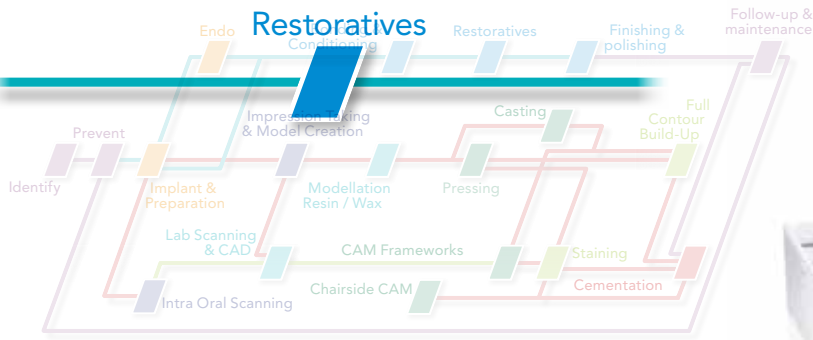 Restoratives
Endo
Conditioning
Restoratives
Finishing &
polishing
Follow-up &
maintenance
Impression Taking
& Model Creation
Casting
Full
Contour
Build-Up
Prevent
Identify
Implant &
Preparation
Modellation
Resin / Wax
Pressing
Lab Scanning
& CAD
CAM Frameworks
Staining
Intra Oral Scanning
Chairside CAM
Cementation